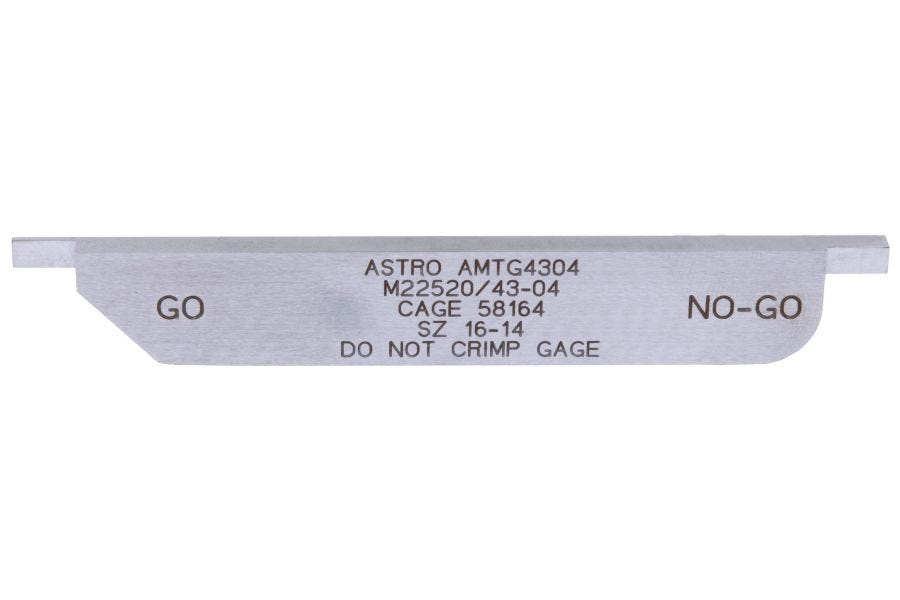 ASTRO AMTG4304
M22520/43-04
CAGE 58164
SZ 16-14
DO NOT CRIMP GAGE
GO
NO-GO